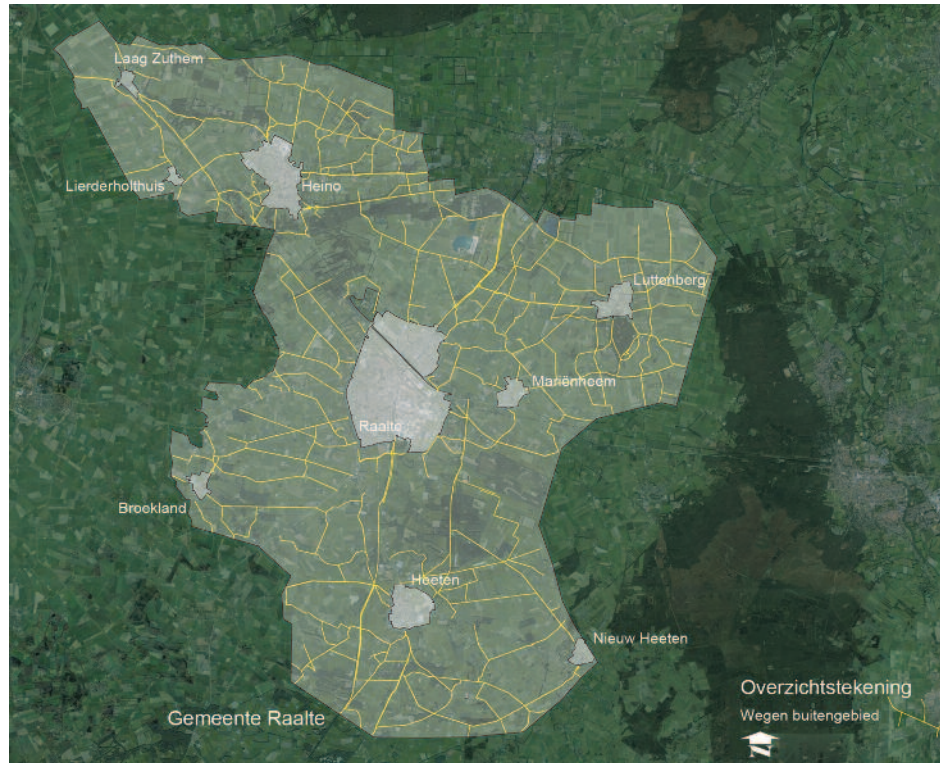 Laag Zuthem
Lierderholthuis
Heino
Luttenberg
Mariënheem
Raalte
Broekland
Heeten
Nieuw Heeten
Gemeente Raalte
Overzichtstekening
Wegen buitengebied
N